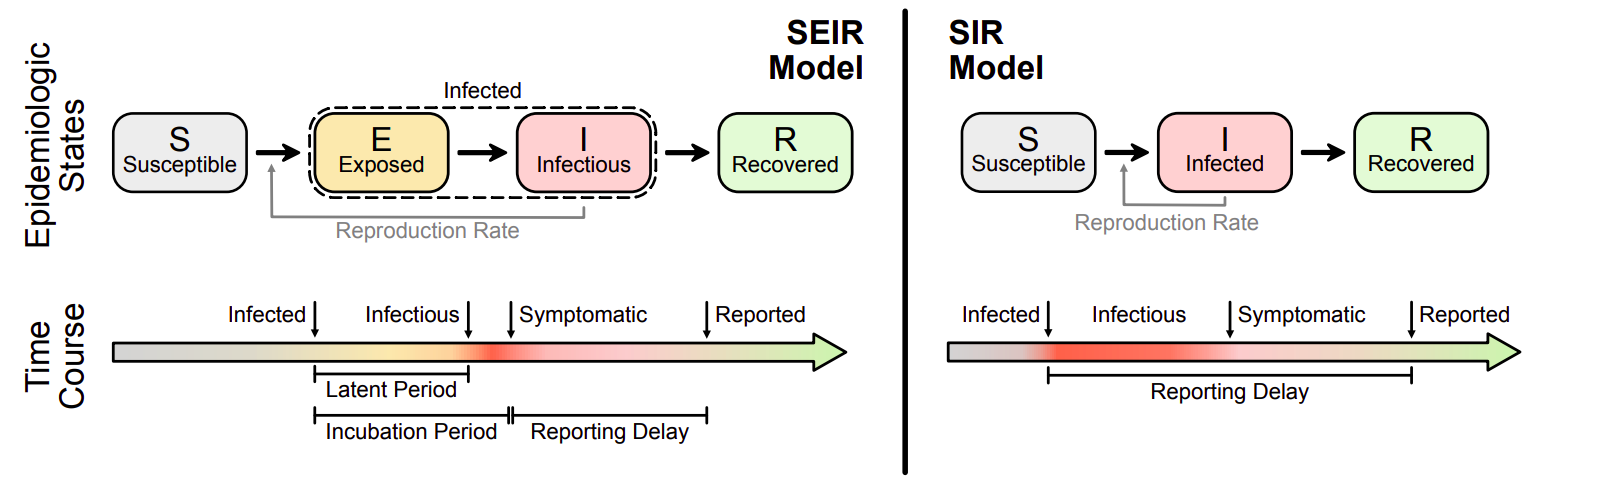 Epidemiologic
States
SEIR
Model
Infected
S
Susceptible
E
Exposed
I
Infectious
R
Recovered
Reproduction Rate
SIR
Model
S
Susceptible
I
Infected
R
Recovered
Reproduction Rate
Time
Course
Infected
Infectious
Symptomatic
Reported
Latent Period
Incubation Period
Reporting Delay
Infected
Infectious
Symptomatic
Reported
Reporting Delay